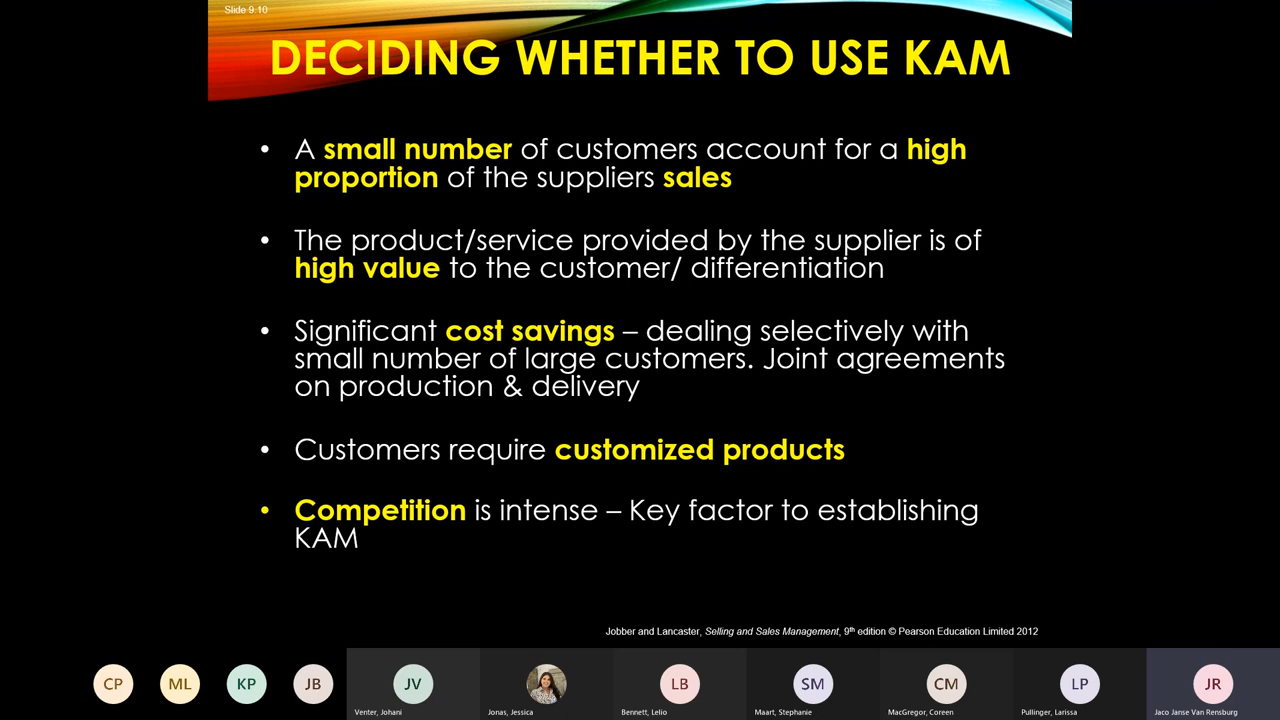 Slide 9.10
DECIDING WHETHER TO USE KAM
• A small number of customers account for a high
proportion of the suppliers sales
• The product/service provided by the supplier is of
high value to the customer/ differentiation
• Significant cost savings – dealing selectively with
small number of large customers. Joint agreements
on production & delivery
• Customers require customized products
• Competition is intense – Key factor to establishing
KAM
Jobber and Lancaster, Selling and Sales Management, 9th edition © Pearson Education Limited 2012
CP ML KP JB JV LB SM CM LP JR
Venter, Johani Jonas, Jessica Bennett, Lelio Maart, Stephanie MacGregor, Coreen Pullinger, Larissa Jaco Janse Van Rensburg